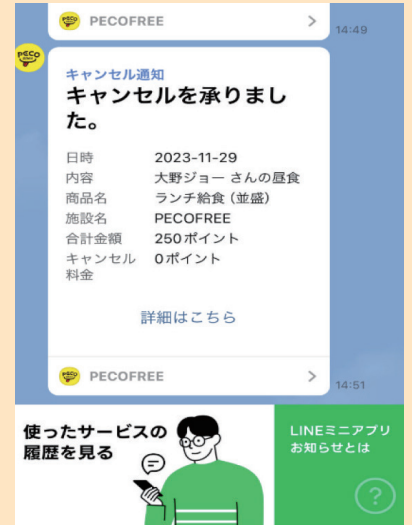 PECOFREE
14:49
PECO
キャンセル通知
キャンセルを承りまし
た。
日時 2023-11-29
内容 大野ジョー さんの昼食
商品名 ランチ給食（並盛）
施設名 PECOFREE
合計金額 250ポイント
キャンセル 0ポイント
料金
詳細はこちら
PECOFREE
14:51
使ったサービスの
履歴を見る
LINEミニアプリ
お知らせとは
?